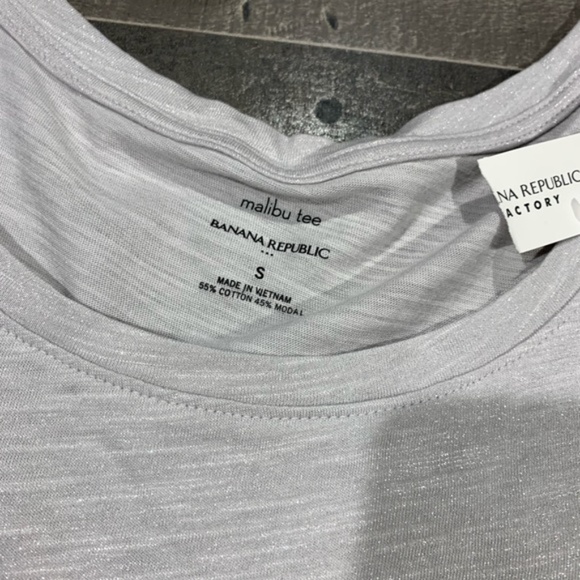 malibu tee
BANANA REPUBLIC
S
MADE IN VIETNAM
55% COTTON 45% MODAL
NA REPUBLIC
ACTORY